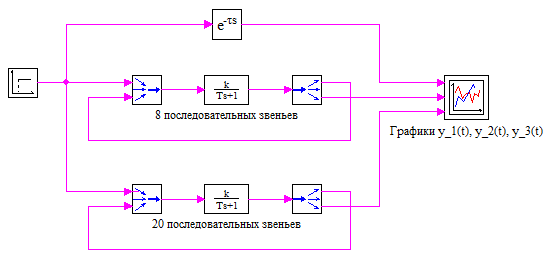 e-τs
k
Ts+1
8 последовательных звеньев
Графики y_1(t), y_2(t), y_3(t)
k
Ts+1
20 последовательных звеньев